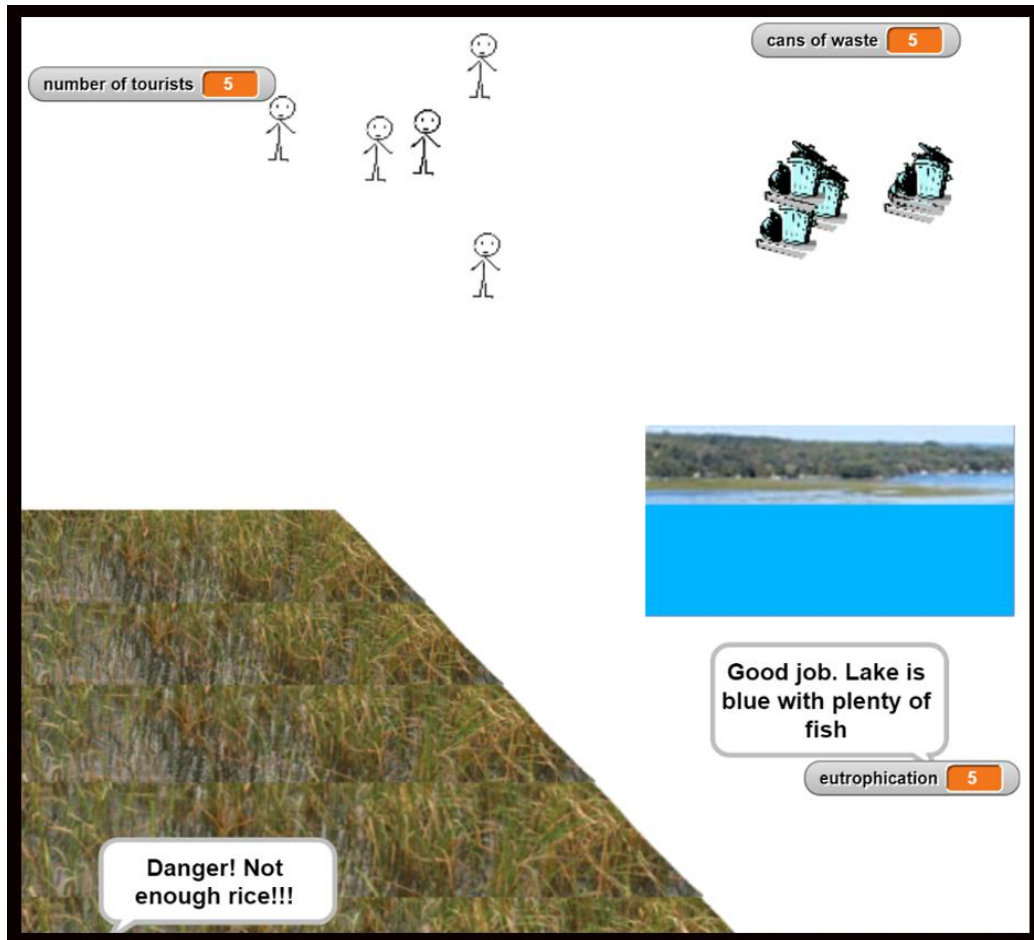 cans of waste 5
number of tourists 5
Good job. Lake is
blue with plenty of
fish
eutrophication 5
Danger! Not
enough rice!!!